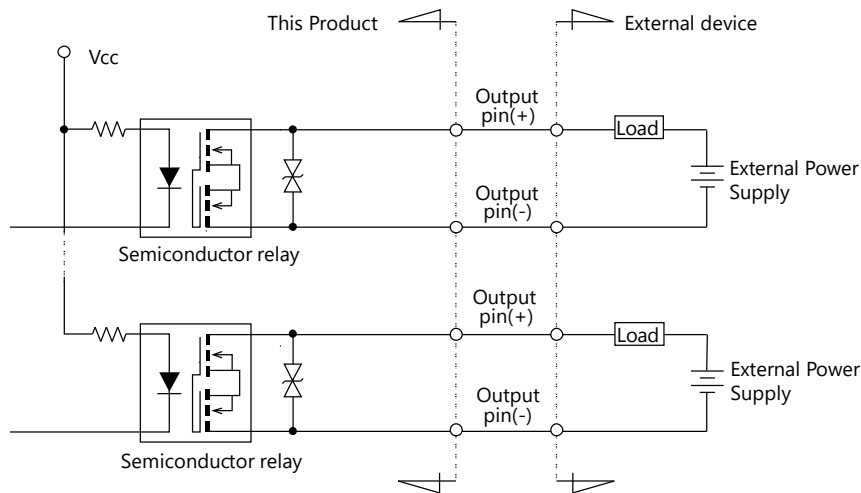 This Product
External device
Vcc
Output
pin(+)
Load
External Power
Supply
Output
pin(-)
Semiconductor relay
Output
pin(+)
Load
External Power
Supply
Output
pin(-)
Semiconductor relay